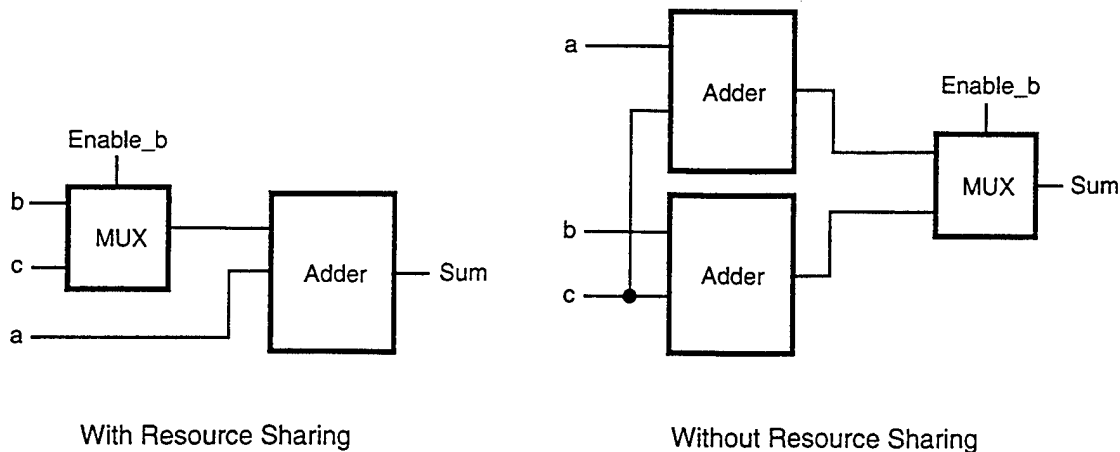 Enable_b
b
c
MUX
Adder
Sum
a
With Resource Sharing
a
Adder
Enable_b
MUX
Sum
b
Adder
c
Without Resource Sharing